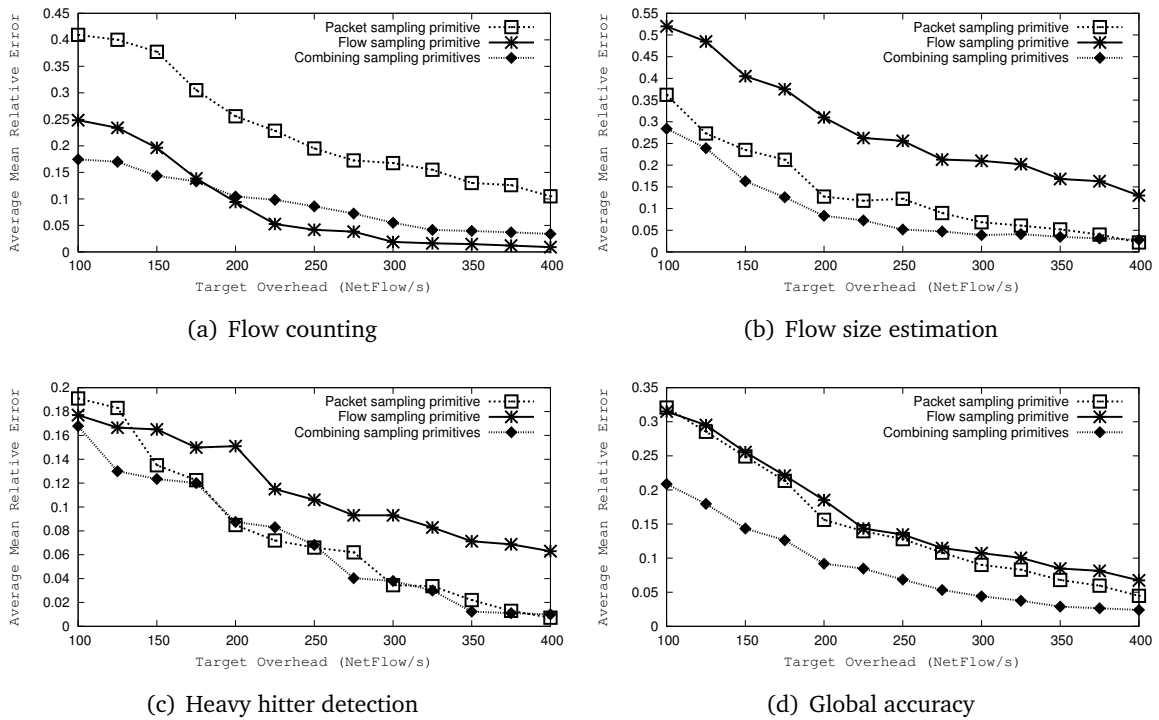 Average Mean Relative Error
0.45
0.4
0.35
0.3
0.25
0.2
0.15
0.1
0.05
0
Packet sampling primitive
Flow sampling primitive
Combining sampling primitives
100 150 200 250 300 350 400
Target Overhead (NetFlow/s)
(a) Flow counting
Average Mean Relative Error
0.55
0.5
0.45
0.4
0.35
0.3
0.25
0.2
0.15
0.1
0.05
0
Packet sampling primitive
Flow sampling primitive
Combining sampling primitives
100 150 200 250 300 350 400
Target Overhead (NetFlow/s)
(b) Flow size estimation
Average Mean Relative Error
0.2
0.18
0.16
0.14
0.12
0.1
0.08
0.06
0.04
0.02
0
Packet sampling primitive
Flow sampling primitive
Combining sampling primitives
100 150 200 250 300 350 400
Target Overhead (NetFlow/s)
(c) Heavy hitter detection
Average Mean Relative Error
0.35
0.3
0.25
0.2
0.15
0.1
0.05
0
Packet sampling primitive
Flow sampling primitive
Combining sampling primitives
100 150 200 250 300 350 400
Target Overhead (NetFlow/s)
(d) Global accuracy